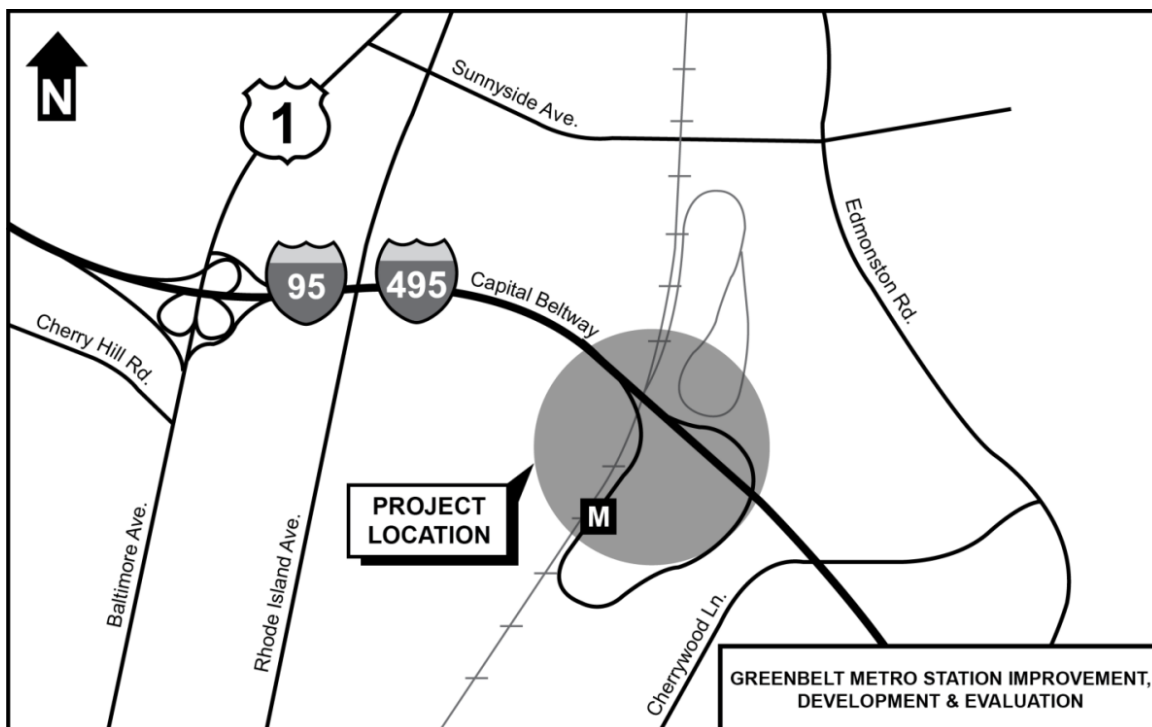 N
1
Sunnyside Ave.
Edmonston Rd.
95
495
Capital Beltway
Cherry Hill Rd.
PROJECT
LOCATION
M
Baltimore Ave.
Rhode Island Ave.
Cherrywood Ln.
GREENBELT METRO STATION IMPROVEMENT,
DEVELOPMENT & EVALUATION